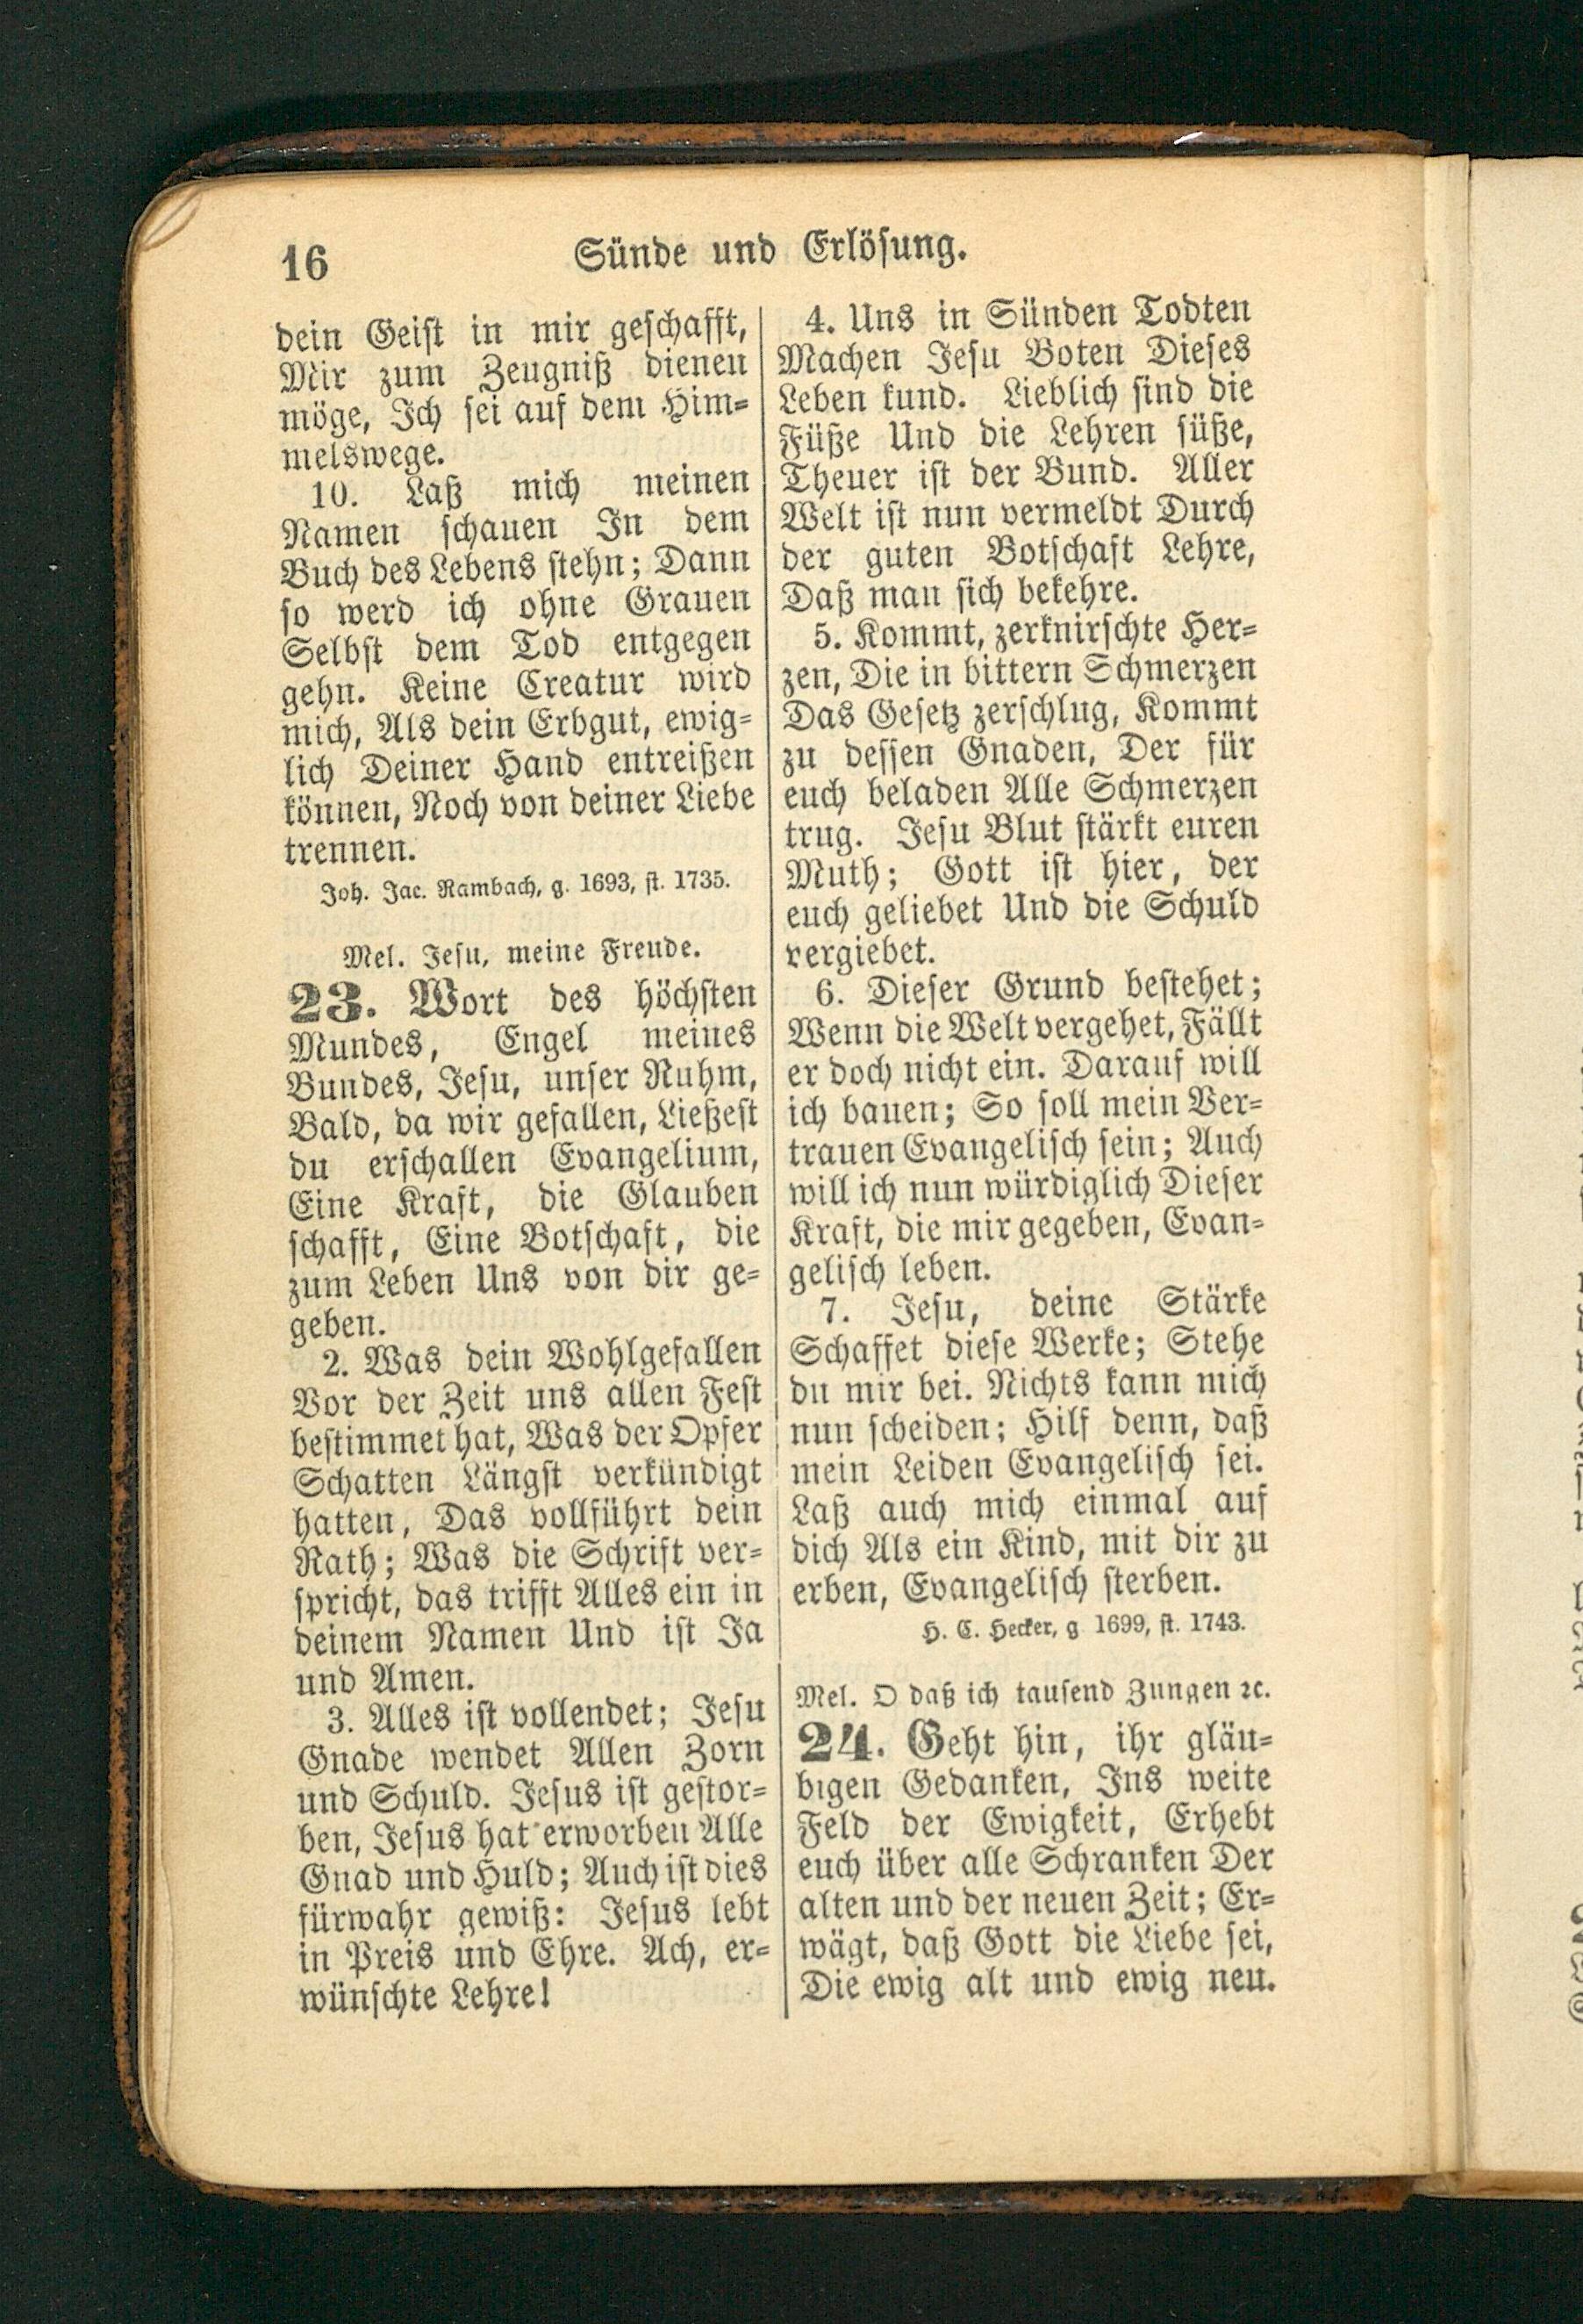 16
Sünde und Erlösung.
dein Geist in mir geschafft,
Mir zum Zeugniß dienen
möge, Ich sei auf dem Him=
melswege.
10. Laß mich meinen
Namen schauen In dem
Buch des Lebens stehn; Dann
so werd ich ohne Grauen
Selbst dem Tod entgegen
gehn. Keine Creatur wird
mich, Als dein Erbgut, ewig=
lich Deiner Hand entreißen
können, Noch von deiner Liebe
trennen.
Joh. Jac. Rambach, g. 1693, st. 1735.
Mel. Jesu, meine Freude.
23. Wort des höchsten
Mundes, Engel meines
Bundes, Jesu, unser Ruhm,
Bald, da wir gefallen, Ließest
du erschallen Evangelium,
Eine Kraft, die Glauben
schafft, Eine Botschaft, die
zum Leben Uns von dir ge=
geben.
2. Was dein Wohlgefallen
Vor der Zeit uns allen Fest
bestimmet hat, Was der Opfer
Schatten Längst verkündigt
hatten, Das vollführt dein
Rath; Was die Schrift ver=
spricht, das trifft Alles ein in
deinem Namen Und ist Ja
und Amen.
3. Alles ist vollendet; Jesu
Gnade wendet Allen Zorn
und Schuld. Jesus ist gestor=
ben, Jesus hat erworben Alle
Gnad und Huld; Auch ist dies
fürwahr gewiß: Jesus lebt
in Preis und Ehre. Ach, er=
wünschte Lehre!
4. Uns in Sünden Todten
Machen Jesu Boten Dieses
Leben kund. Lieblich sind die
Füße Und die Lehren süße,
Theuer ist der Bund. Aller
Welt ist nun vermeldt Durch
der guten Botschaft Lehre,
Daß man sich bekehre.
5. Kommt, zerknirschte Her=
zen, Die in bittern Schmerzen
Das Gesetz zerschlug, Kommt
zu dessen Gnaden, Der für
euch beladen Alle Schmerzen
trug. Jesu Blut stärkt euren
Muth; Gott ist hier, der
euch geliebet Und die Schuld
vergiebet.
6. Dieser Grund bestehet;
Wenn die Welt vergehet, Fällt
er doch nicht ein. Darauf will
ich bauen; So soll mein Ver=
trauen Evangelisch sein; Auch
will ich nun würdiglich Dieser
Kraft, die mir gegeben, Evan=
gelisch leben.
7. Jesu, deine Stärke
Schaffet diese Werke; Stehe
du mir bei. Nichts kann mich
nun scheiden; Hilf denn, daß
mein Leiden Evangelisch sei.
Laß auch mich einmal auf
dich Als ein Kind, mit dir zu
erben, Evangelisch sterben.
H. C. Hecker, g 1699, st. 1743.
Mel. O daß ich tausend Zungen ꝛc.
24. Geht hin, ihr gläu=
bigen Gedanken, Ins weite
Feld der Ewigkeit, Erhebt
euch über alle Schranken Der
alten und der neuen Zeit; Er=
wägt, daß Gott die Liebe sei,
Die ewig alt und ewig neu.